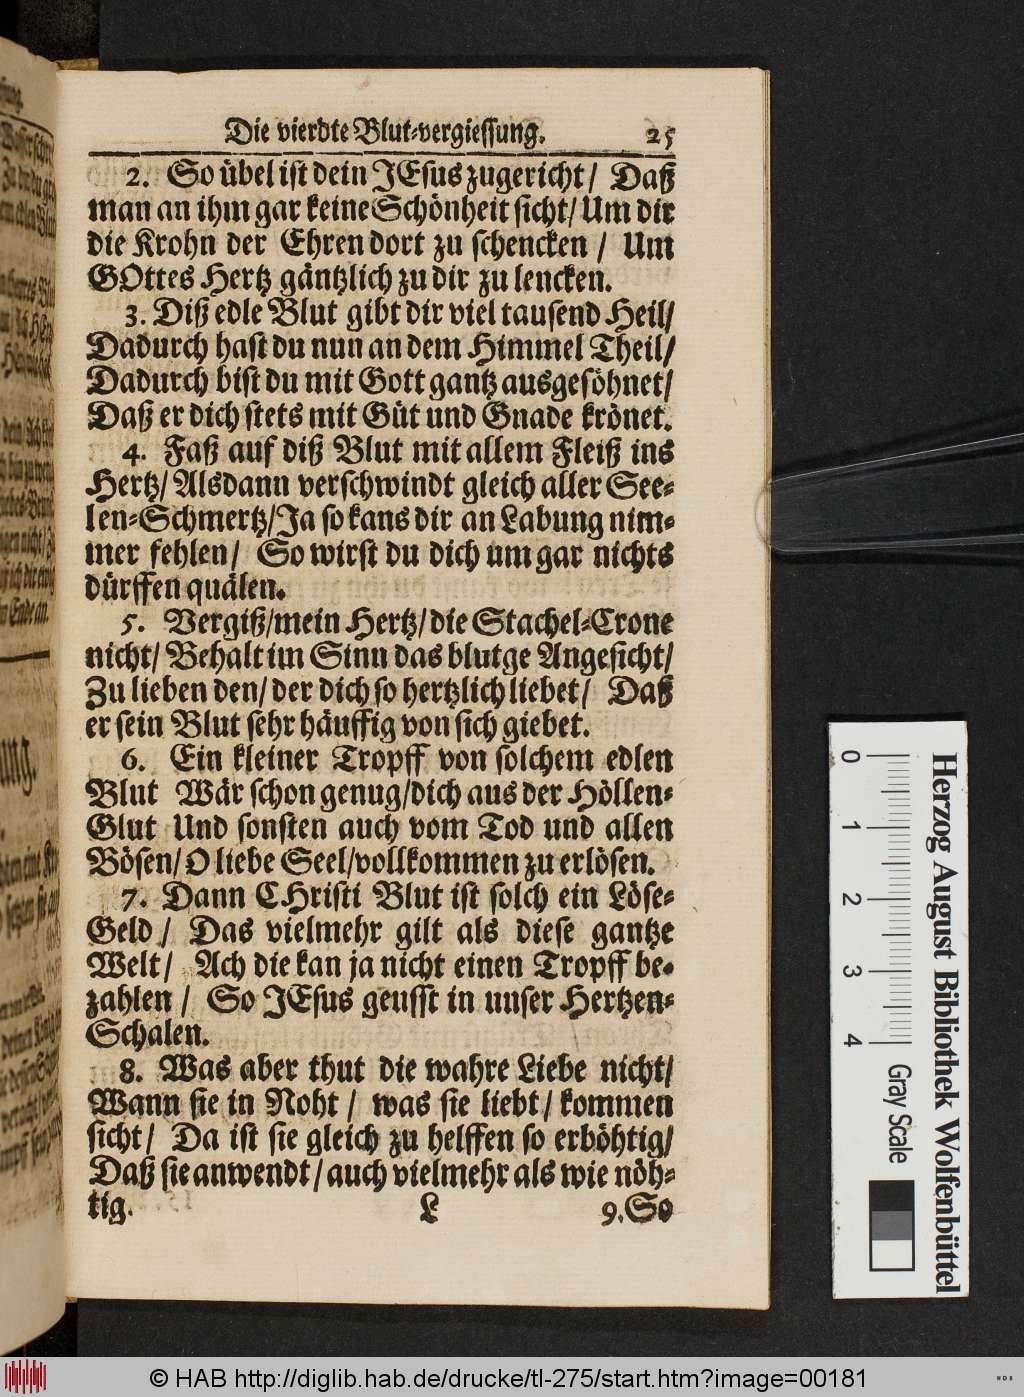 Die vierdte Blut-vergiessung. 25
2. So übel ist dein JEsus zugericht/ Daß
man an ihm gar keine Schönheit sicht/ Um dir
die Krohn der Ehren dort zu schencken / Um
GOttes Hertz gäntzlich zu dir zu lencken.
3. Diß edle Blut gibt dir viel tausend Heil/
Dadurch hast du nun an dem Himmel Theil/
Dadurch bist du mit Gott gantz ausgesöhnet/
Daß er dich stets mit Güt und Gnade krönet.
4. Faß auf diß Blut mit allem Fleiß ins
Hertz/ Alsdann verschwindt gleich aller See-
len-Schmertz/ Ja so kans dir an Labung nim-
mer fehlen/ So wirst du dich um gar nichts
dürffen quälen.
5. Vergiß/mein Hertz/die Stachel-Crone
nicht/ Behalt im Sinn das blutge Angesicht/
Zu lieben den/ der dich so hertzlich liebet/ Daß
er sein Blut sehr häuffig von sich giebet.
6. Ein kleiner Tropff von solchem edlen
Blut Wär schon genug/dich aus der Höllen-
Glut Und sonsten auch vom Tod und allen
Bösen/ O liebe Seel/vollkommen zu erlösen.
7. Dann CHristi Blut ist solch ein Löse-
Geld / Das vielmehr gilt als diese gantze
Welt/ Ach die kan ja nicht einen Tropff be-
zahlen / So JEsus geusst in unser Hertzen-
Schalen.
8. Was aber thut die wahre Liebe nicht/
Wann sie in Noht / was sie liebt/ kommen
sicht/ Da ist sie gleich zu helffen so erböhtig/
Daß sie anwendt/ auch vielmehr als wie nöh-
tig. L 9. So
Herzog August Bibliothek Wolfenbüttel
0 1 2 3 4 Gray Scale
© HAB http://diglib.hab.de/drucke/tl-275/start.htm?image=00181